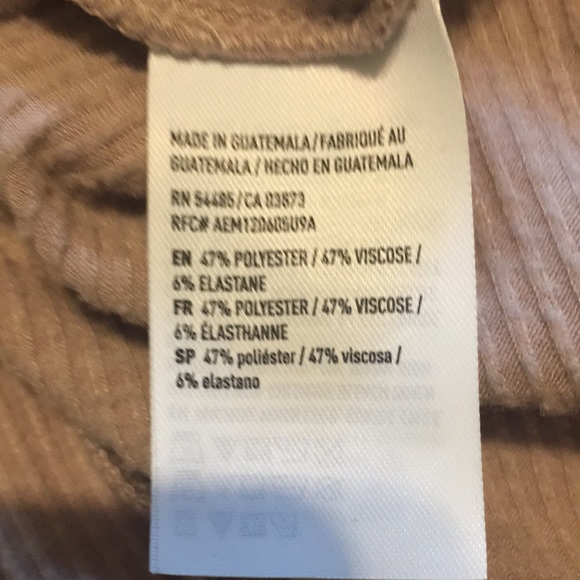 MADE IN GUATEMALA/FABRIQUÉ AU
GUATEMALA / HECHO EN GUATEMALA
RN 54485/CA 03873
RFC# AEM120605U9A
EN 47% POLYESTER / 47% VISCOSE /
6% ELASTANE
FR 47% POLYESTER / 47% VISCOSE /
6% ÉLASTHANNE
SP 47% poliéster / 47% viscosa /
6% elastano